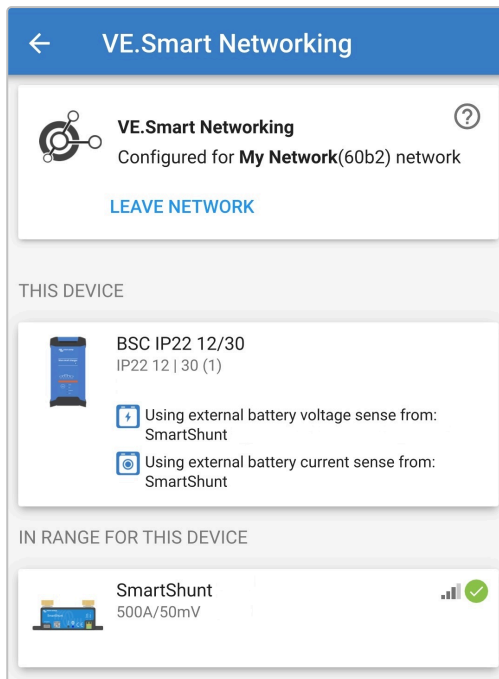 VE.Smart Networking
VE.Smart Networking
Configured for My Network(60b2) network
LEAVE NETWORK
THIS DEVICE
BSC IP22 12/30
IP22 12 | 30 (1)
Using external battery voltage sense from:
SmartShunt
Using external battery current sense from:
SmartShunt
IN RANGE FOR THIS DEVICE
SmartShunt
500A/50mV